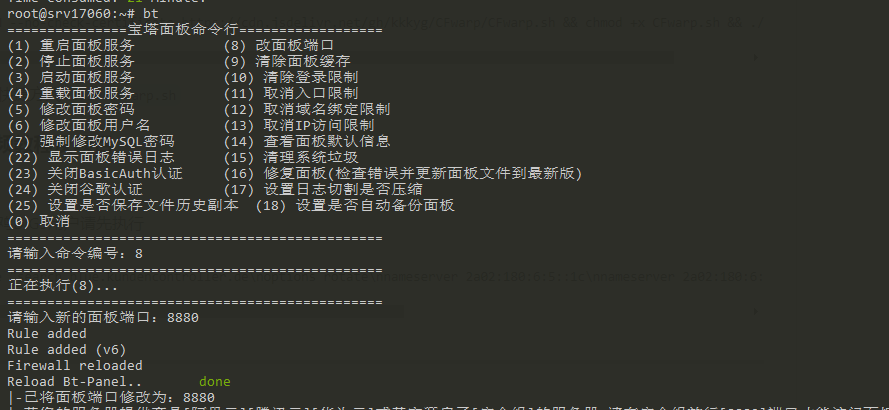 Time consumed: 21 Minute!
root@srv17060:~# bt
===============宝塔面板命令行==================
(1) 重启面板服务 (8) 改面板端口
(2) 停止面板服务 (9) 清除面板缓存
(3) 启动面板服务 (10) 清除登录限制
(4) 重载面板服务 (11) 取消入口限制
(5) 修改面板密码 (12) 取消域名绑定限制
(6) 修改面板用户名 (13) 取消IP访问限制
(7) 强制修改MySQL密码 (14) 查看面板默认信息
(22) 显示面板错误日志 (15) 清理系统垃圾
(23) 关闭BasicAuth认证 (16) 修复面板(检查错误并更新面板文件到最新版)
(24) 关闭谷歌认证 (17) 设置日志切割是否压缩
(25) 设置是否保存文件历史副本 (18) 设置是否自动备份面板
(0) 取消
===============================================
请输入命令编号：8
===============================================
正在执行(8)...
===============================================
请输入新的面板端口：8880
Rule added
Rule added (v6)
Firewall reloaded
Reload Bt-Panel.. done
|-已将面板端口修改为：8880